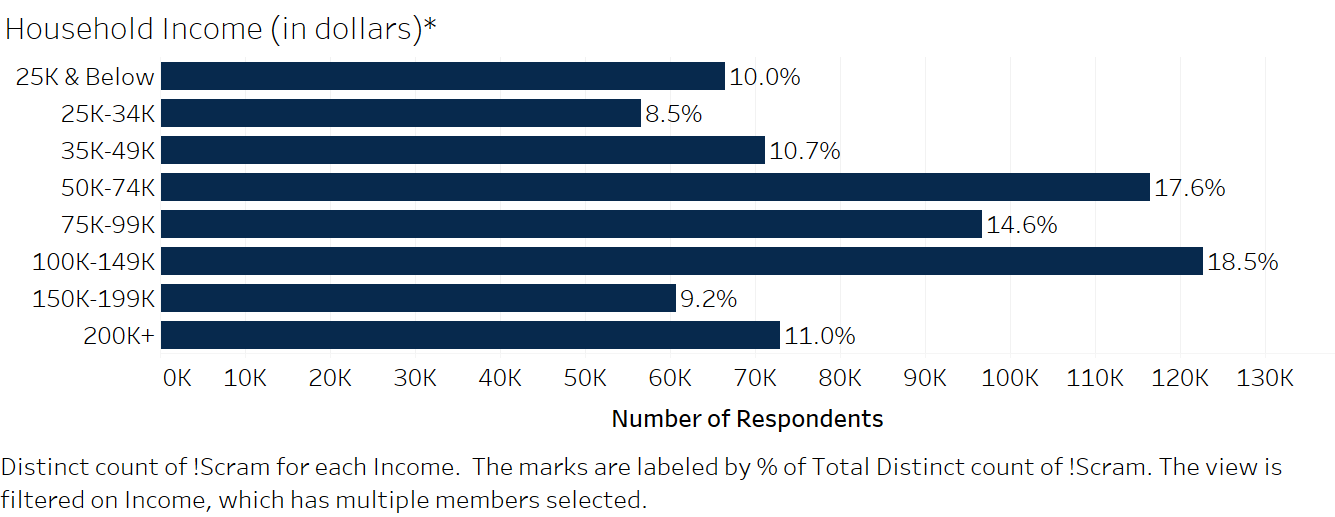 Household Income (in dollars)*
25K & Below 10.0%
25K-34K 8.5%
35K-49K 10.7%
50K-74K 17.6%
75K-99K 14.6%
100K-149K 18.5%
150K-199K 9.2%
200K+ 11.0%
0K 10K 20K 30K 40K 50K 60K 70K 80K 90K 100K 110K 120K 130K
Number of Respondents
Distinct count of !Scram for each Income.  The marks are labeled by % of Total Distinct count of !Scram. The view is
filtered on Income, which has multiple members selected.